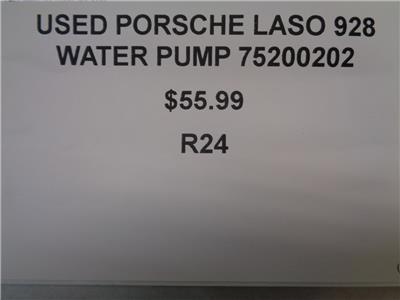 USED PORSCHE LASO 928
WATER PUMP 75200202
$55.99
R24